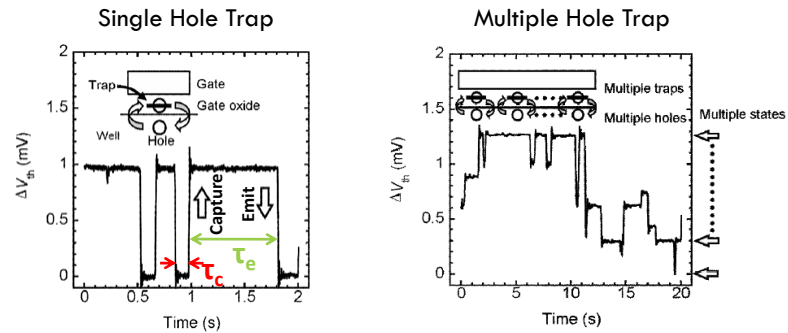 Single Hole Trap
2
1.5
1
0.5
0
0
0.5
1
1.5
2
ΔVth (mV)
Time (s)
Trap
Gate
Gate oxide
Well
Hole
Capture
Emit
τe
τc
Multiple Hole Trap
2
1.5
1
0.5
0
0
5
10
15
20
ΔVth (mV)
Time (s)
Multiple traps
Multiple holes
Multiple states